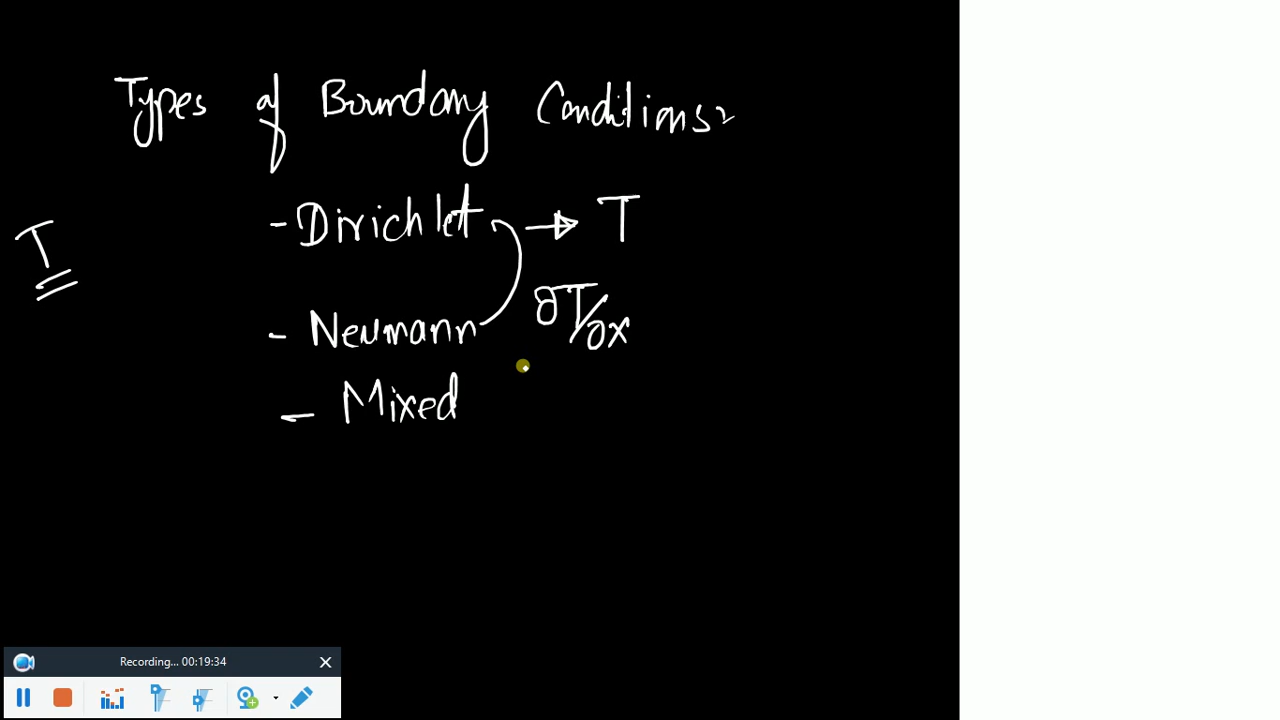 Types of Boundary Conditions:
- Dirichlet → T
T
- Neumann ∂T/∂x
- Mixed
Recording... 00:19:34